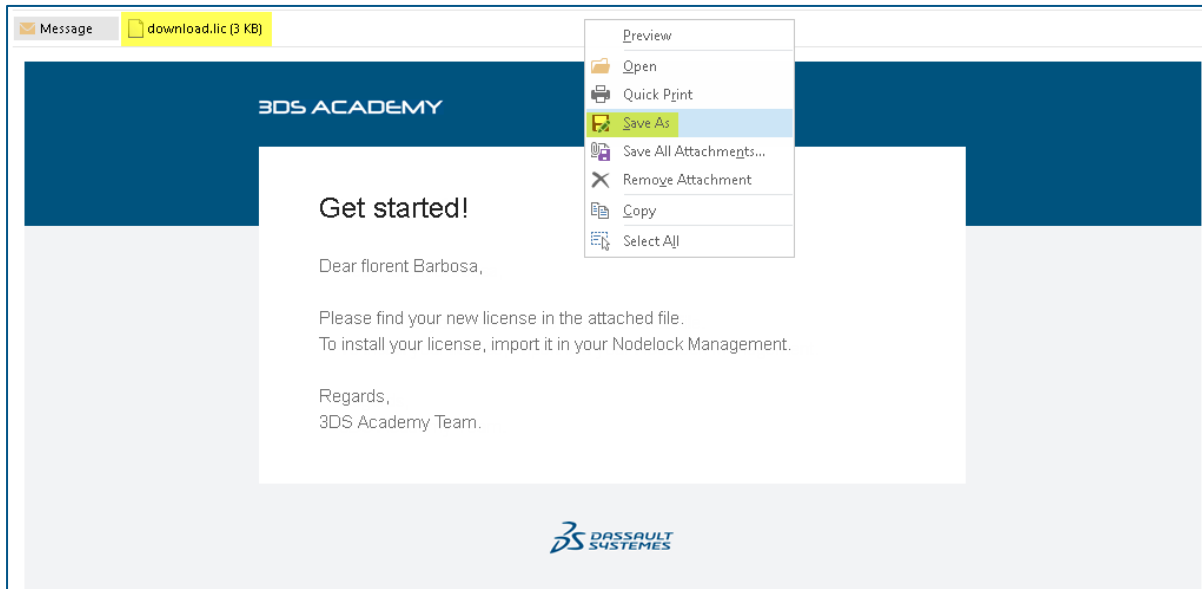 Message
download.lic (3 KB)
Preview
Open
Quick Print
Save As
Save All Attachments...
Remove Attachment
Copy
Select All
3DS ACADEMY
Get started!
Dear florent Barbosa,
Please find your new license in the attached file.
To install your license, import it in your Nodelock Management.
Regards,
3DS Academy Team.
3DS DASSAULT
SYSTEMES